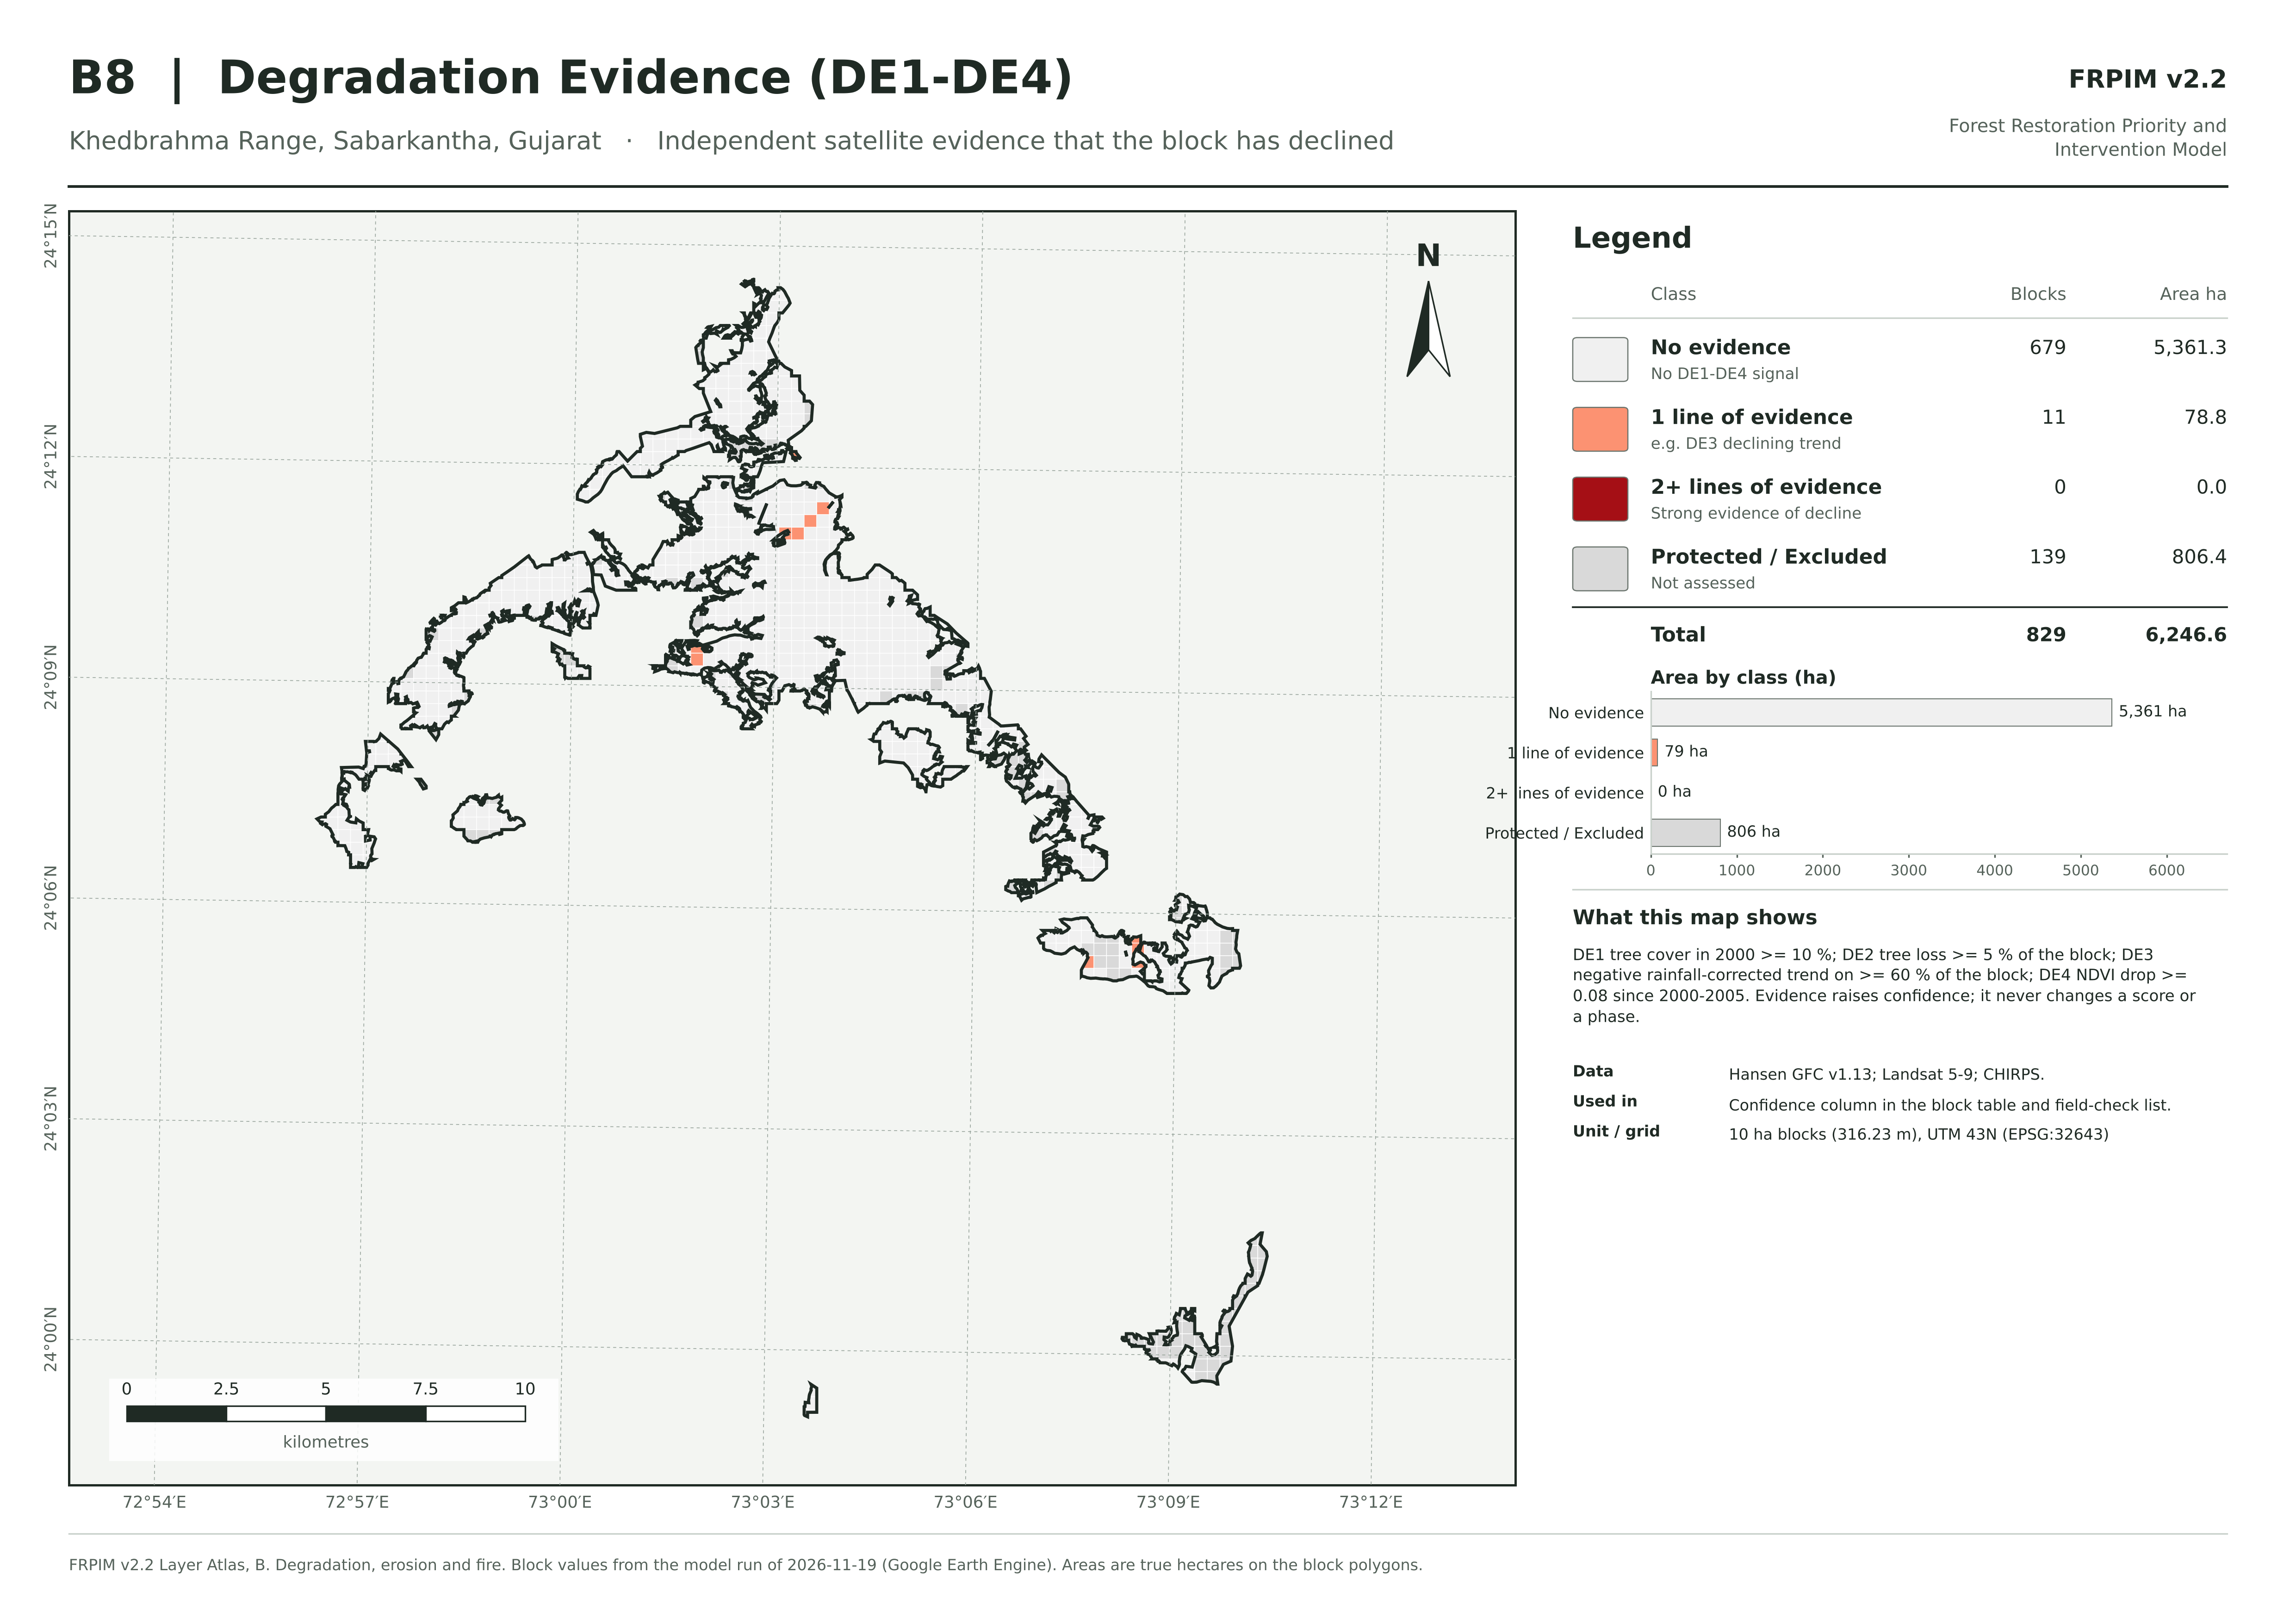 B8 | Degradation Evidence (DE1-DE4)
FRPIM v2.2
Khedbrahma Range, Sabarkantha, Gujarat · Independent satellite evidence that the block has declined
Forest Restoration Priority and
Intervention Model
24°15′N
24°12′N
24°09′N
24°06′N
24°03′N
24°00′N
N
0 2.5 5 7.5 10
kilometres
72°54′E 72°57′E 73°00′E 73°03′E 73°06′E 73°09′E 73°12′E
Legend
Class Blocks Area ha
No evidence 679 5,361.3
No DE1-DE4 signal
1 line of evidence 11 78.8
e.g. DE3 declining trend
2+ lines of evidence 0 0.0
Strong evidence of decline
Protected / Excluded 139 806.4
Not assessed
Total 829 6,246.6
Area by class (ha)
No evidence 5,361 ha
1 line of evidence 79 ha
2+ lines of evidence 0 ha
Protected / Excluded 806 ha
0 1000 2000 3000 4000 5000 6000
What this map shows
DE1 tree cover in 2000 >= 10 %; DE2 tree loss >= 5 % of the block; DE3
negative rainfall-corrected trend on >= 60 % of the block; DE4 NDVI drop >=
0.08 since 2000-2005. Evidence raises confidence; it never changes a score or
a phase.
Data Hansen GFC v1.13; Landsat 5-9; CHIRPS.
Used in Confidence column in the block table and field-check list.
Unit / grid 10 ha blocks (316.23 m), UTM 43N (EPSG:32643)
FRPIM v2.2 Layer Atlas, B. Degradation, erosion and fire. Block values from the model run of 2026-11-19 (Google Earth Engine). Areas are true hectares on the block polygons.